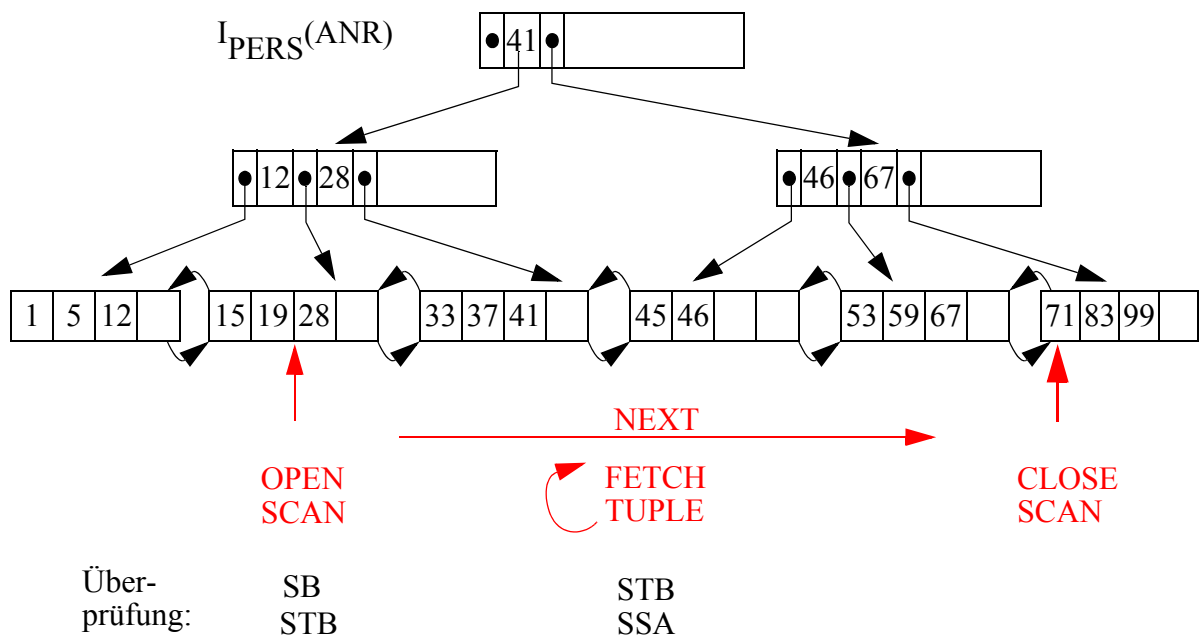 I PERS (ANR)
41
12 28
46 67
1 5 12
15 19 28
33 37 41
45 46
53 59 67
71 83 99
NEXT
OPEN
SCAN
FETCH
TUPLE
CLOSE
SCAN
Über-
prüfung:
SB
STB
STB
SSA